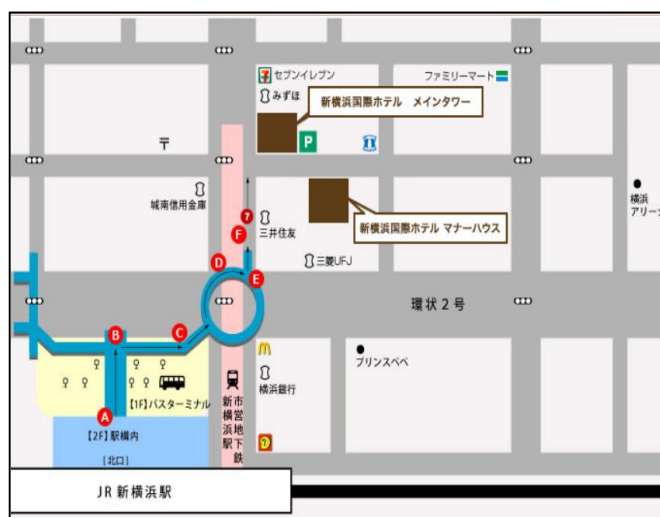 セブンイレブン
ファミリーマート
みずほ
新横浜国際ホテル メインタワー
P
〒
城南信用金庫
7
F
三井住友
新横浜国際ホテル マナーハウス
横浜
アリーナ
D
三菱UFJ
E
環状2号
B
C
プリンスペペ
横浜銀行
【1F】バスターミナル
A
市営地下鉄
新横浜駅
【2F】駅構内
［北口］
JR 新横浜駅